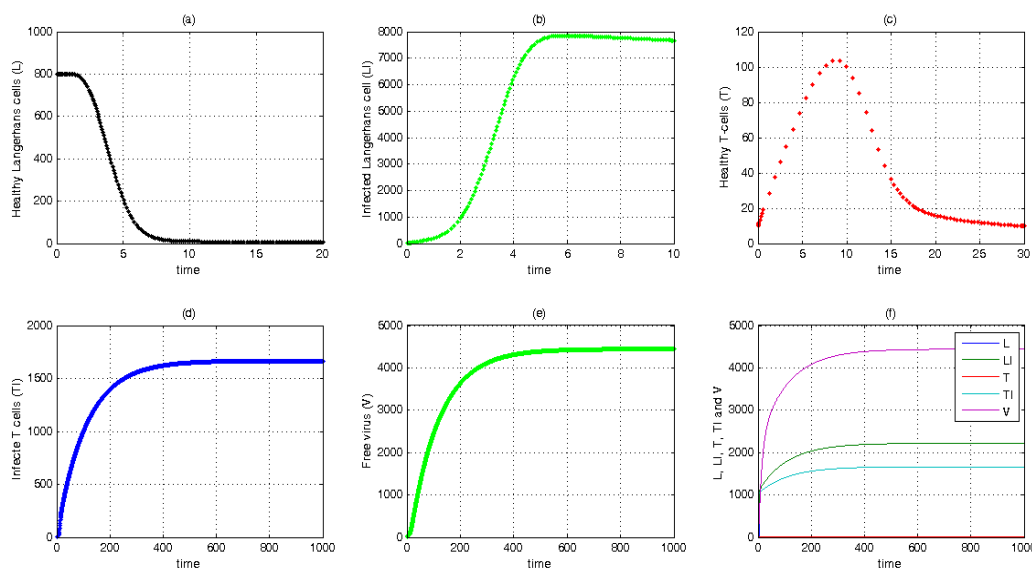 (a)
Healthy Langerhans cells (L)
1000
800
600
400
200
0
0 5 10 15 20
time
(b)
Infected Langerhans cell (LI)
8000
7000
6000
5000
4000
3000
2000
1000
0
0 2 4 6 8 10
time
(c)
Healthy T-cells (T)
120
100
80
60
40
20
0
0 5 10 15 20 25 30
time
(d)
Infecte T cells (TI)
2000
1500
1000
500
0
0 200 400 600 800 1000
time
(e)
Free virus (V)
5000
4000
3000
2000
1000
0
0 200 400 600 800 1000
time
(f)
L, LI, T, TI and V
5000
4000
3000
2000
1000
0
0 200 400 600 800 1000
time
L
LI
T
TI
V